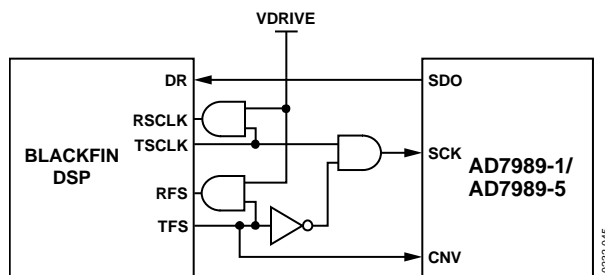 VDRIVE
DR
SDO
RSCLK
TSCLK
BLACKFIN
DSP
SCK
AD7989-1/
AD7989-5
RFS
TFS
CNV